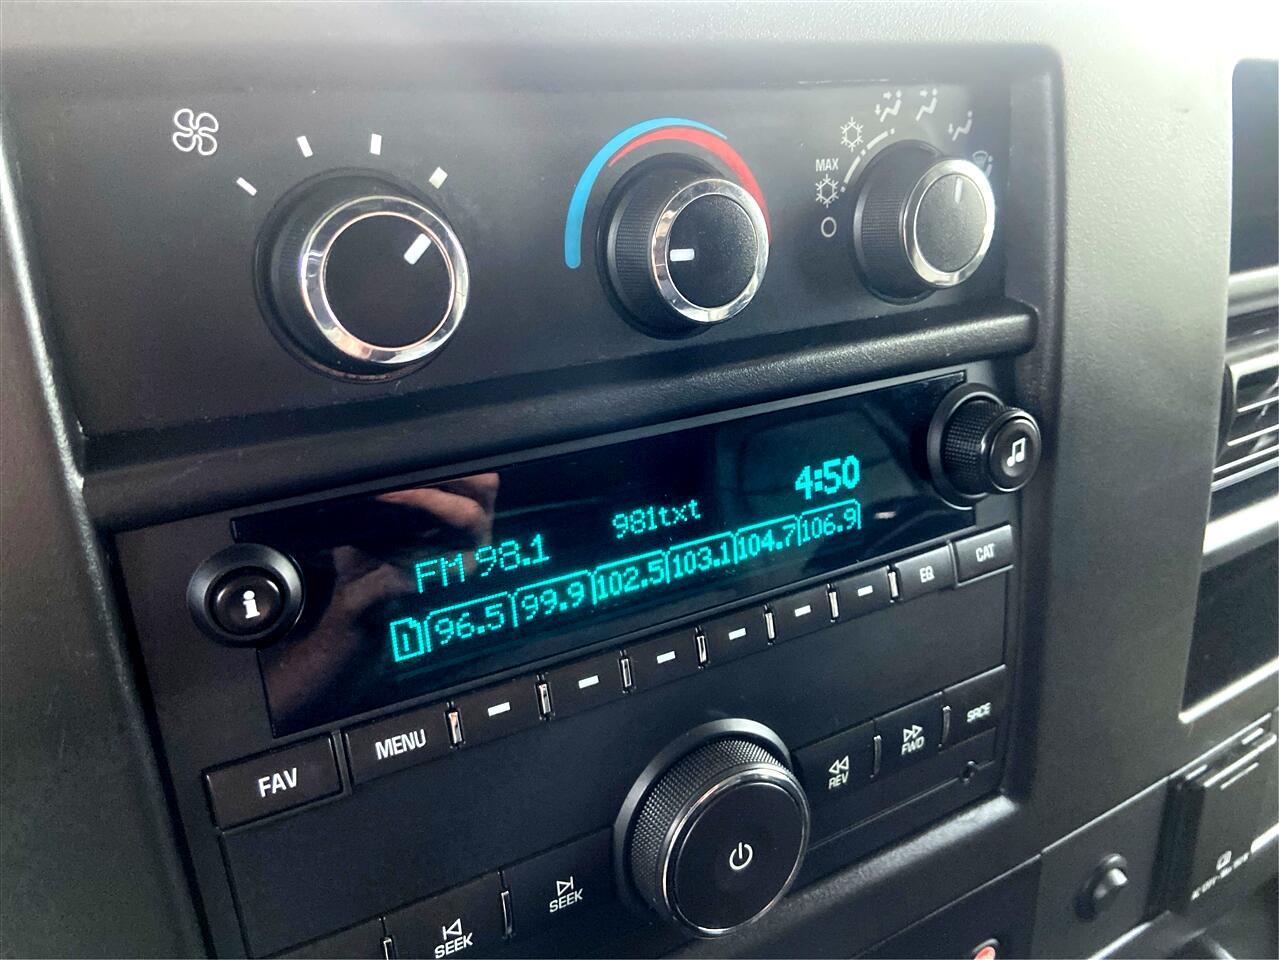 MAX
4:50
FM 98.1 981txt
1 96.5 99.9 102.5 103.1 104.7 106.9
i
FAV MENU EQ CAT
REV FWD SRCE
SEEK SEEK